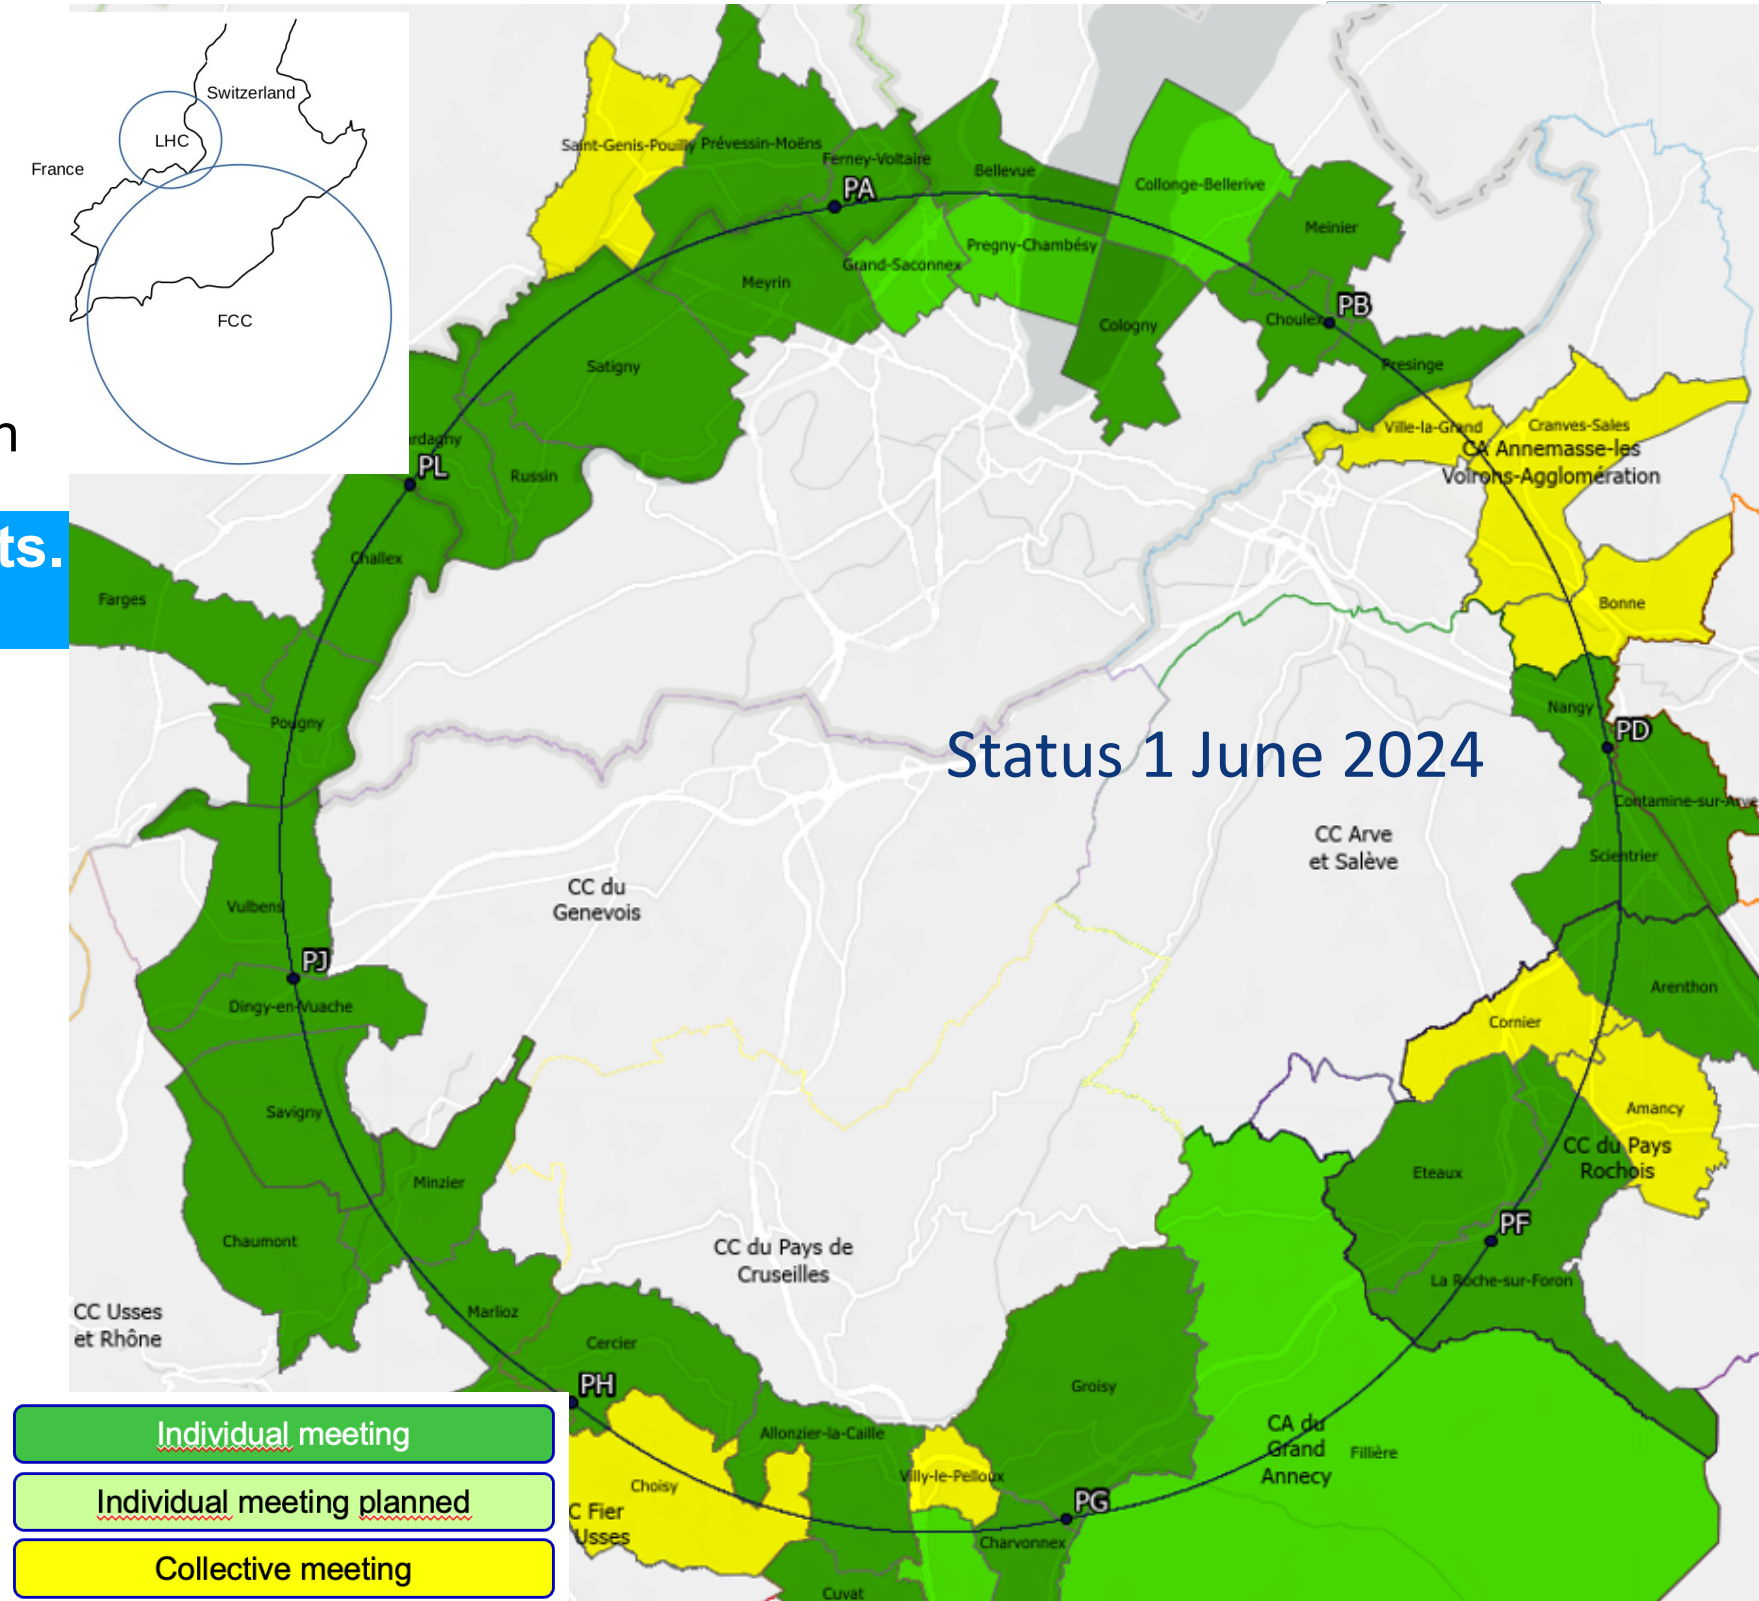 Switzerland
LHC
France
FCC
n
ts.
Saint-Genis-Pouilly
Prévessin-Moëns
Ferney-Voltaire
PA
Bellevue
Collonge-Bellerive
Meinier
Pregny-Chambésy
Grand-Saconnex
Meyrin
PB
Choulex
Cologny
Presinge
Satigny
Ville-la-Grand
Cranves-Sales
CA Annemasse-les
Voirons-Agglomération
rdagny
PL
Russin
Challex
Farges
Bonne
Pougny
Nangy
PD
Status 1 June 2024
Contamine-sur-Arve
CC Arve
et Salève
Scientrier
CC du
Genevois
Vulbens
PJ
Dingy-en-Vuache
Arenthon
Cornier
Savigny
Amancy
CC du Pays
Rochois
Eteaux
Minzier
PF
Chaumont
CC du Pays de
Cruseilles
La Roche-sur-Foron
CC Usses
et Rhône
Marlioz
Cercier
PH
Groisy
Allonzier-la-Caille
CA du
Grand
Annecy
Fillière
Villy-le-Pelloux
Choisy
PG
C Fier
Usses
Charvonnex
Cuvat
Individual meeting
Individual meeting planned
Collective meeting